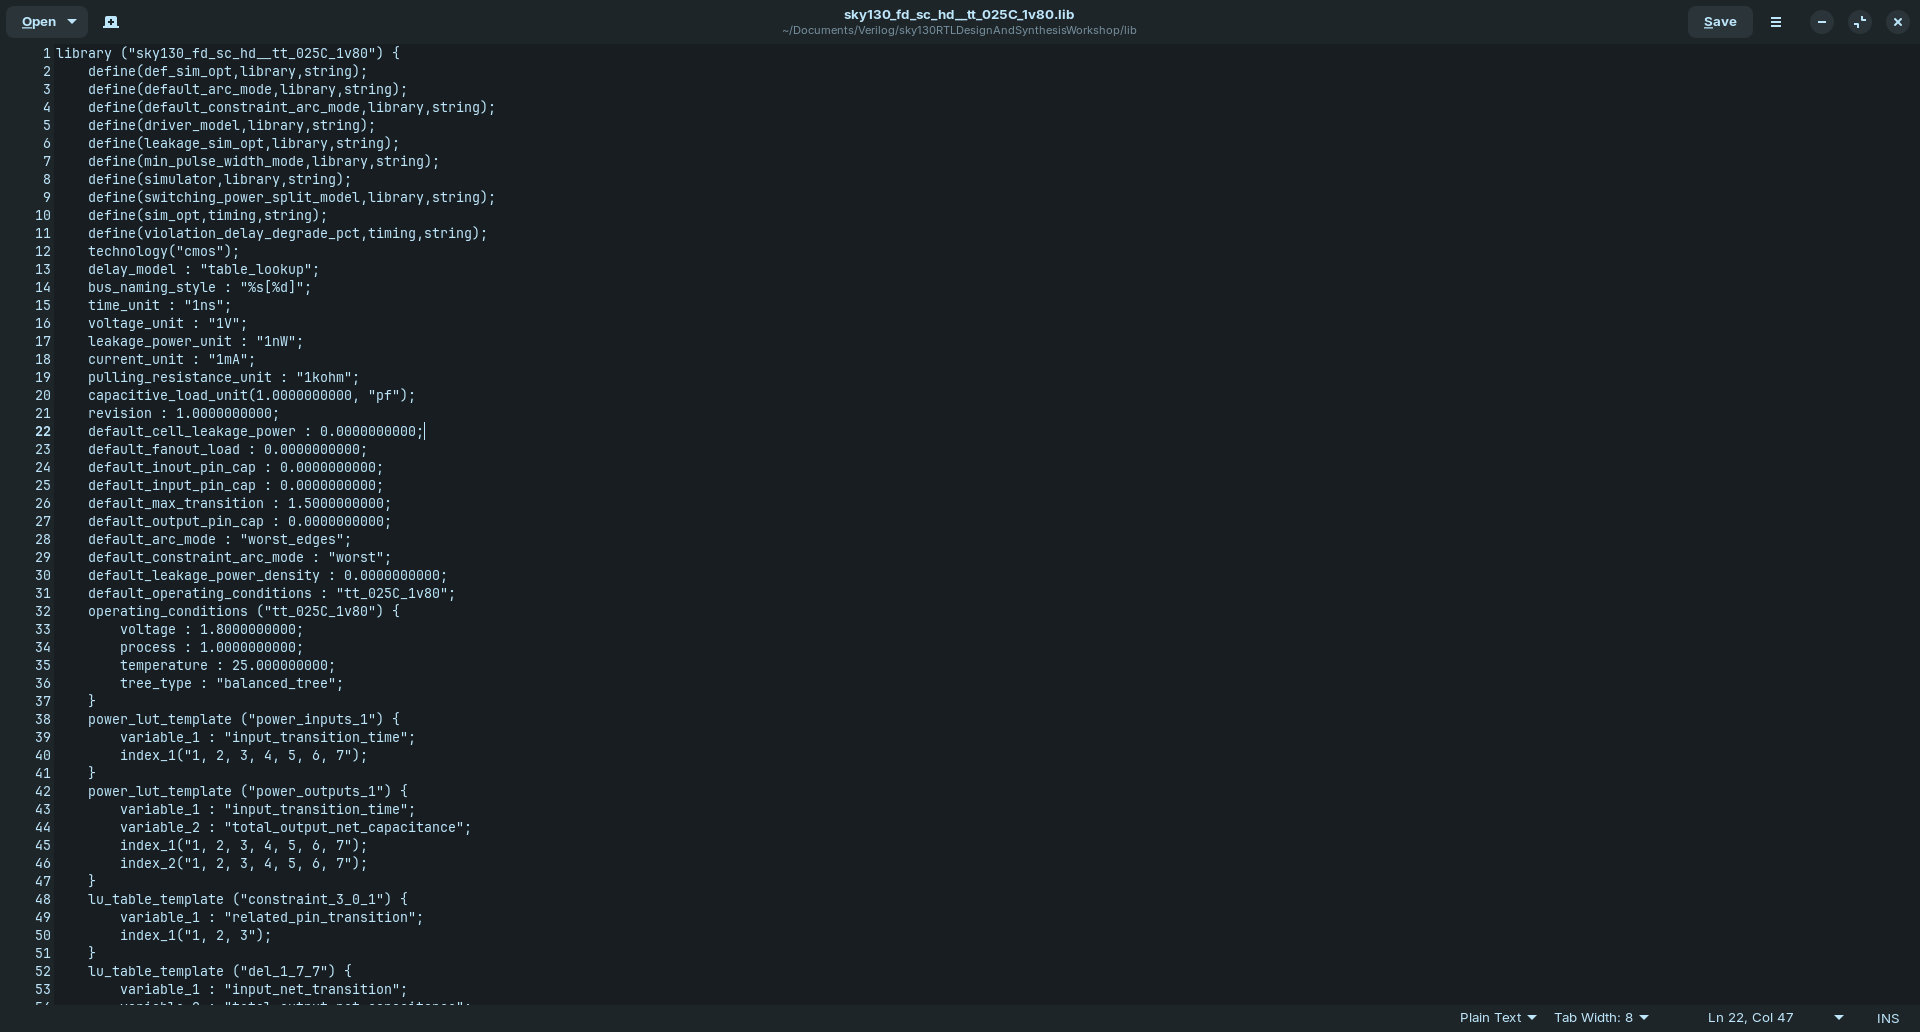 Open
sky130_fd_sc_hd__tt_025C_1v80.lib
~/Documents/Verilog/sky130RTLDesignAndSynthesisWorkshop/lib
Save
1 library ("sky130_fd_sc_hd__tt_025C_1v80") {
2     define(def_sim_opt,library,string);
3     define(default_arc_mode,library,string);
4     define(default_constraint_arc_mode,library,string);
5     define(driver_model,library,string);
6     define(leakage_sim_opt,library,string);
7     define(min_pulse_width_mode,library,string);
8     define(simulator,library,string);
9     define(switching_power_split_model,library,string);
10     define(sim_opt,timing,string);
11     define(violation_delay_degrade_pct,timing,string);
12     technology("cmos");
13     delay_model : "table_lookup";
14     bus_naming_style : "%s[%d]";
15     time_unit : "1ns";
16     voltage_unit : "1V";
17     leakage_power_unit : "1nW";
18     current_unit : "1mA";
19     pulling_resistance_unit : "1kohm";
20     capacitive_load_unit(1.0000000000, "pf");
21     revision : 1.0000000000;
22     default_cell_leakage_power : 0.0000000000;
23     default_fanout_load : 0.0000000000;
24     default_inout_pin_cap : 0.0000000000;
25     default_input_pin_cap : 0.0000000000;
26     default_max_transition : 1.5000000000;
27     default_output_pin_cap : 0.0000000000;
28     default_arc_mode : "worst_edges";
29     default_constraint_arc_mode : "worst";
30     default_leakage_power_density : 0.0000000000;
31     default_operating_conditions : "tt_025C_1v80";
32     operating_conditions ("tt_025C_1v80") {
33         voltage : 1.8000000000;
34         process : 1.0000000000;
35         temperature : 25.000000000;
36         tree_type : "balanced_tree";
37     }
38     power_lut_template ("power_inputs_1") {
39         variable_1 : "input_transition_time";
40         index_1("1, 2, 3, 4, 5, 6, 7");
41     }
42     power_lut_template ("power_outputs_1") {
43         variable_1 : "input_transition_time";
44         variable_2 : "total_output_net_capacitance";
45         index_1("1, 2, 3, 4, 5, 6, 7");
46         index_2("1, 2, 3, 4, 5, 6, 7");
47     }
48     lu_table_template ("constraint_3_0_1") {
49         variable_1 : "related_pin_transition";
50         index_1("1, 2, 3");
51     }
52     lu_table_template ("del_1_7_7") {
53         variable_1 : "input_net_transition";
54         variable_2 : "total_output_net_capacitance";
Plain Text Tab Width: 8 Ln 22, Col 47 INS